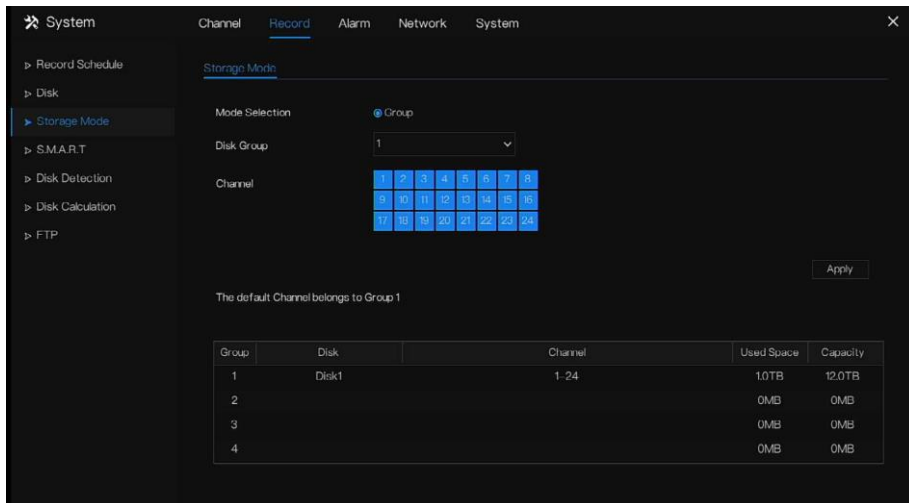 System Channel Record Alarm Network System
Record Schedule
Storage Mode
Disk
Storage Mode
S.M.A.R.T
Disk Detection
Disk Calculation
FTP
Mode Selection Group
Disk Group 1
Channel
1 2 3 4 5 6 7 8
9 10 11 12 13 14 15 16
17 18 19 20 21 22 23 24
Apply
The default Channel belongs to Group 1
Group Disk Channel Used Space Capacity
1 Disk1 1-24 1.0TB 12.0TB
2 0MB 0MB
3 0MB 0MB
4 0MB 0MB